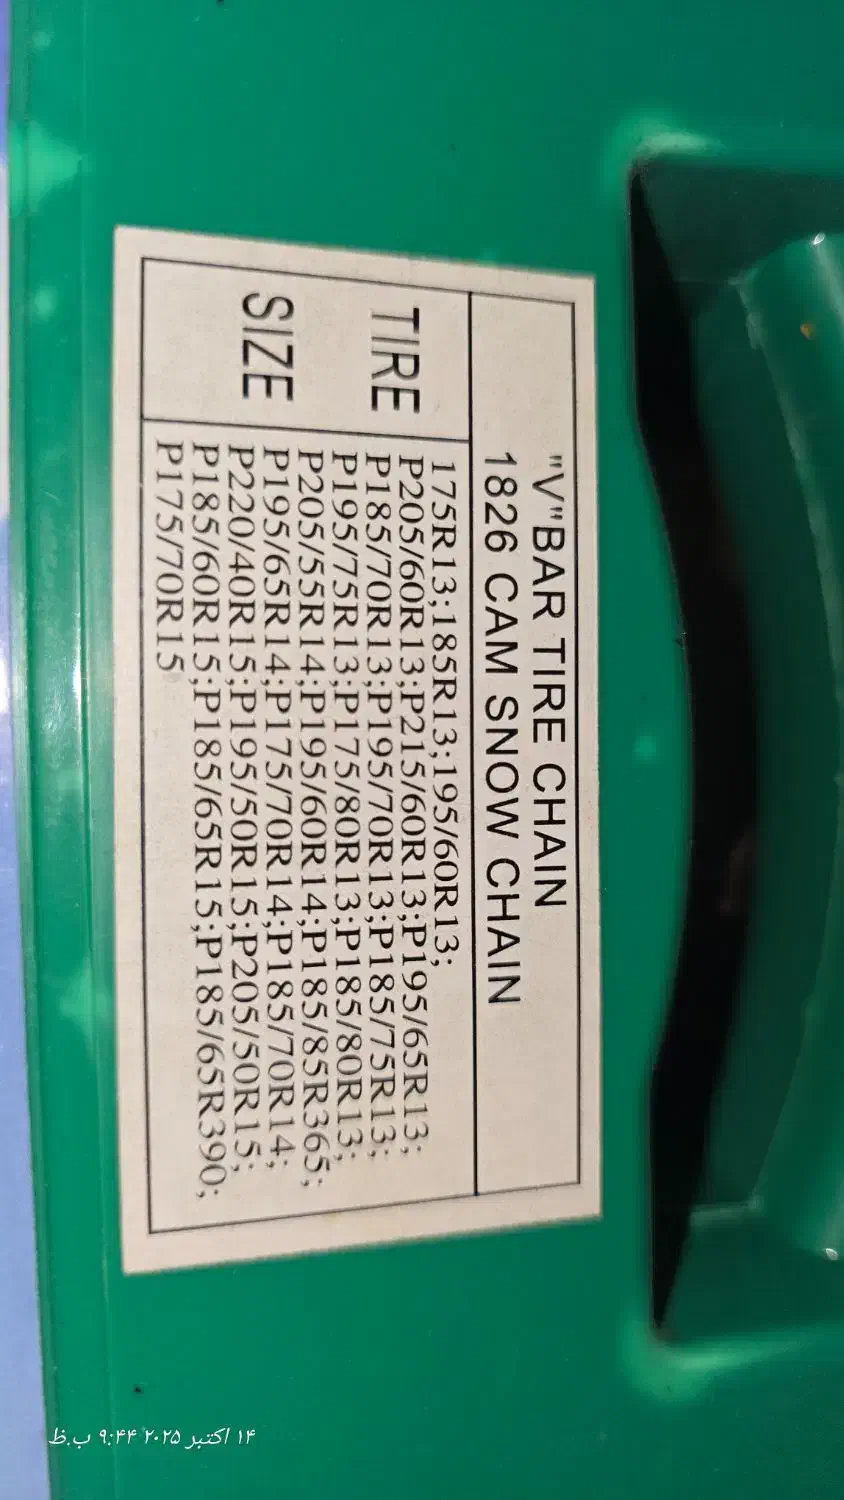 "V"BAR TIRE CHAIN
1826 CAM SNOW CHAIN
TIRE
SIZE
175R13;185R13;195/60R13;
P205/60R13;P215/60R13;P195/65R13;
P185/70R13;P195/70R13;P185/75R13;
P195/75R13;P175/80R13;P185/80R13;
P205/55R14;P195/60R14;P185/85R365;
P195/65R14;P175/70R14;P185/70R14;
P220/40R15;P195/50R15;P205/50R15;
P185/60R15;P185/65R15;P185/65R390;
P175/70R15
۱۴ اکتبر ۲۰۲۵ ۹:۴۴ ب.ظ